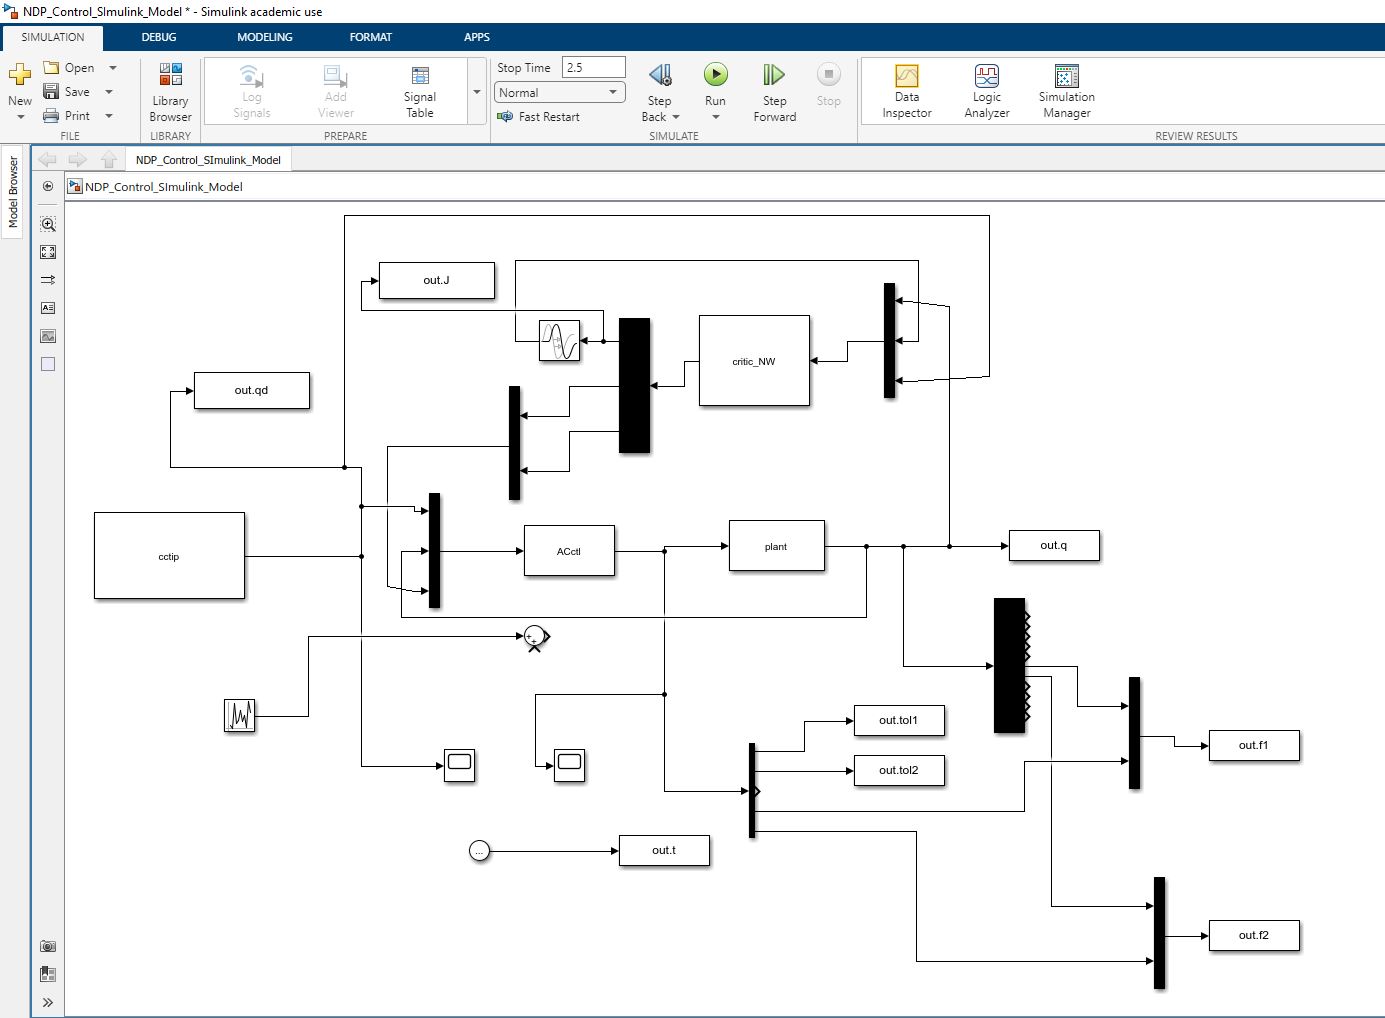 NDP_Control_SImulink_Model * - Simulink academic use
SIMULATION DEBUG MODELING FORMAT APPS
New
Open
Save
Print
FILE
Library
Browser
LIBRARY
Log
Signals
Add
Viewer
Signal
Table
PREPARE
Stop Time 2.5
Normal
Fast Restart
Step
Back
Run
Step
Forward
Stop
SIMULATE
Data
Inspector
Logic
Analyzer
Simulation
Manager
REVIEW RESULTS
Model Browser
NDP_Control_SImulink_Model
NDP_Control_SImulink_Model
out.J
critic_NW
out.qd
cctip
ACctl
plant
out.q
out.tol1
out.tol2
out.f1
...
out.t
out.f2